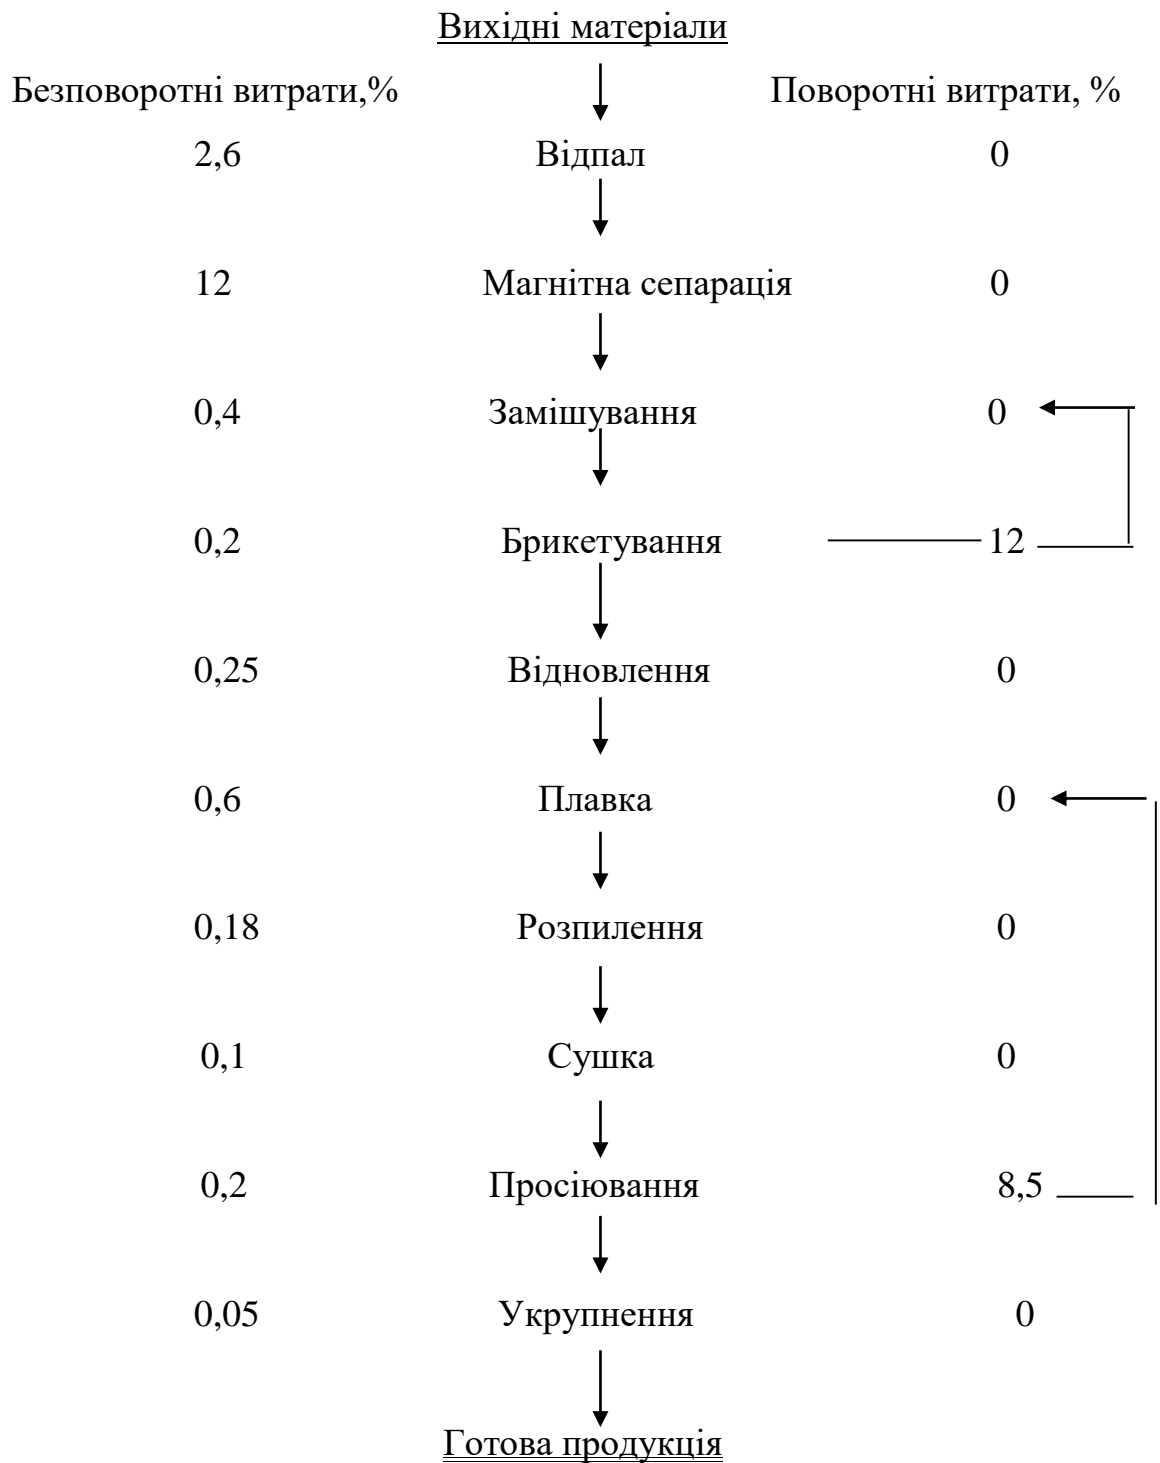 Вихідні матеріали
Безповоротні витрати,% Поворотні витрати, %
2,6 Відпал 0
12 Магнітна сепарація 0
0,4 Замішування 0
0,2 Брикетування 12
0,25 Відновлення 0
0,6 Плавка 0
0,18 Розпилення 0
0,1 Сушка 0
0,2 Просіювання 8,5
0,05 Укрупнення 0
Готова продукція